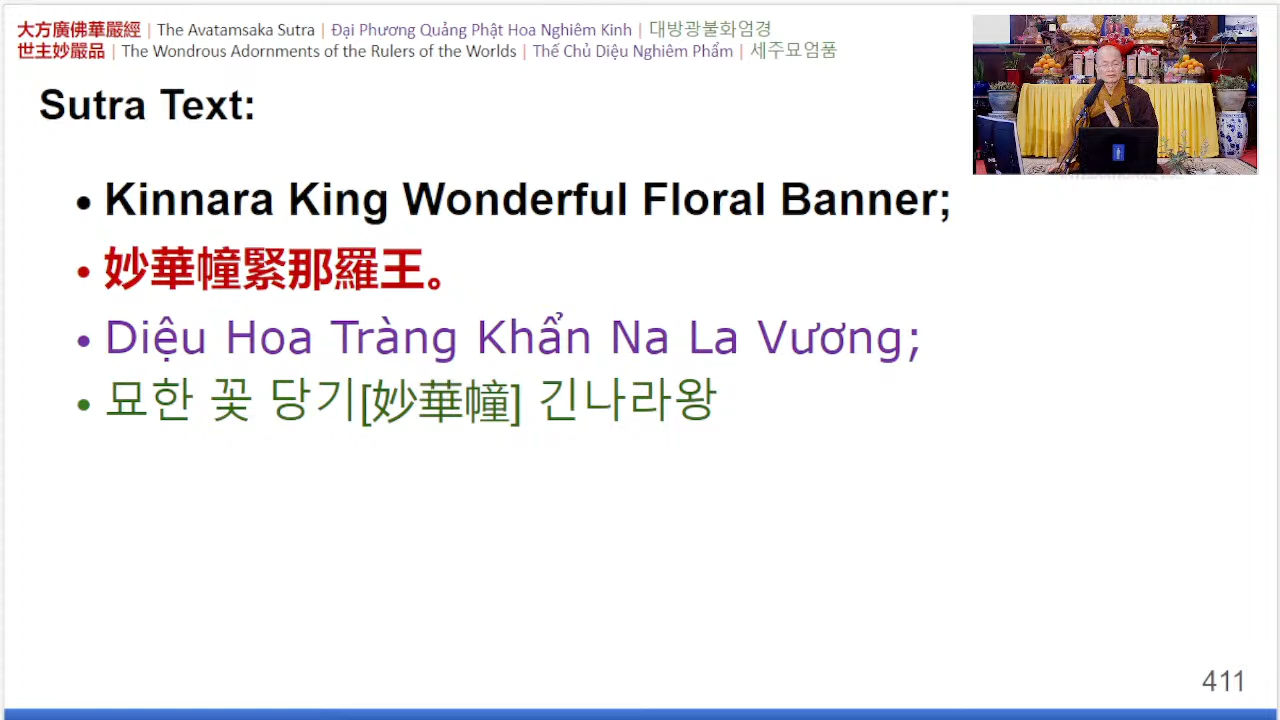 大方廣佛華嚴經 | The Avatamsaka Sutra | Đại Phương Quảng Phật Hoa Nghiêm Kinh | 대방광불화엄경
世主妙嚴品 | The Wondrous Adornments of the Rulers of the Worlds | Thế Chủ Diệu Nghiêm Phẩm | 세주묘엄품
Sutra Text:
• Kinnara King Wonderful Floral Banner;
• 妙華幢緊那羅王。
• Diệu Hoa Tràng Khẩn Na La Vương;
• 묘한 꽃 당기[妙華幢] 긴나라왕
411